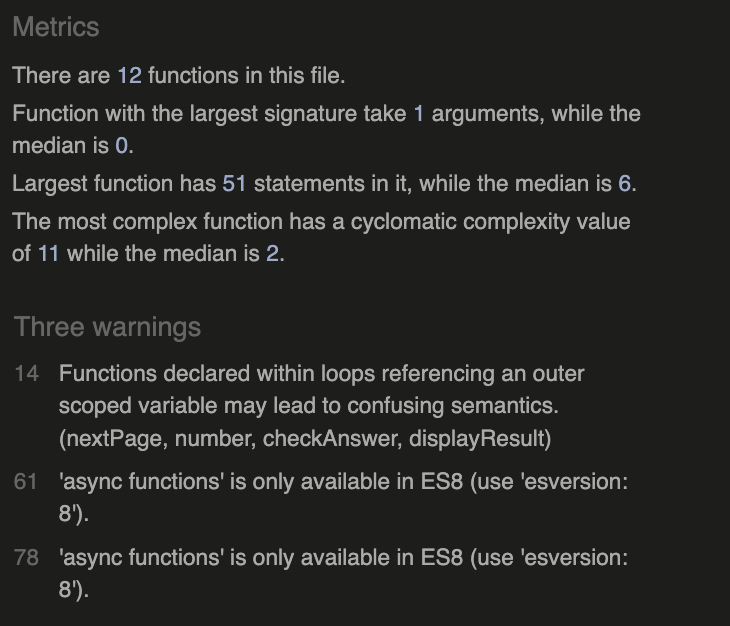 Metrics
There are 12 functions in this file.
Function with the largest signature take 1 arguments, while the
median is 0.
Largest function has 51 statements in it, while the median is 6.
The most complex function has a cyclomatic complexity value
of 11 while the median is 2.
Three warnings
14 Functions declared within loops referencing an outer
scoped variable may lead to confusing semantics.
(nextPage, number, checkAnswer, displayResult)
61 'async functions' is only available in ES8 (use 'esversion:
8').
78 'async functions' is only available in ES8 (use 'esversion:
8').